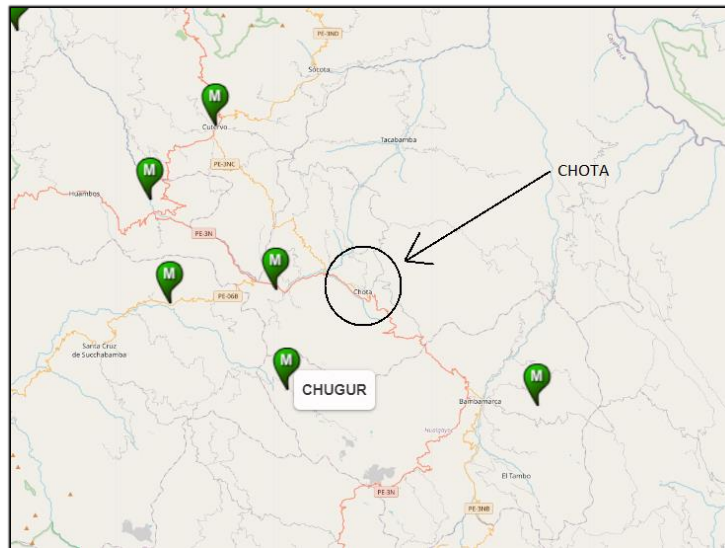 PE-3ND
Socota
M
Cutervo
Tacabamba
PE-3NC
M
CHOTA
Huambos
PE-3N
M
M
Chota
PE-06B
Santa Cruz
de Succhabamba
M
CHUGUR
M
Bambamarca
El Tambo
PE-3N
PE-3NB